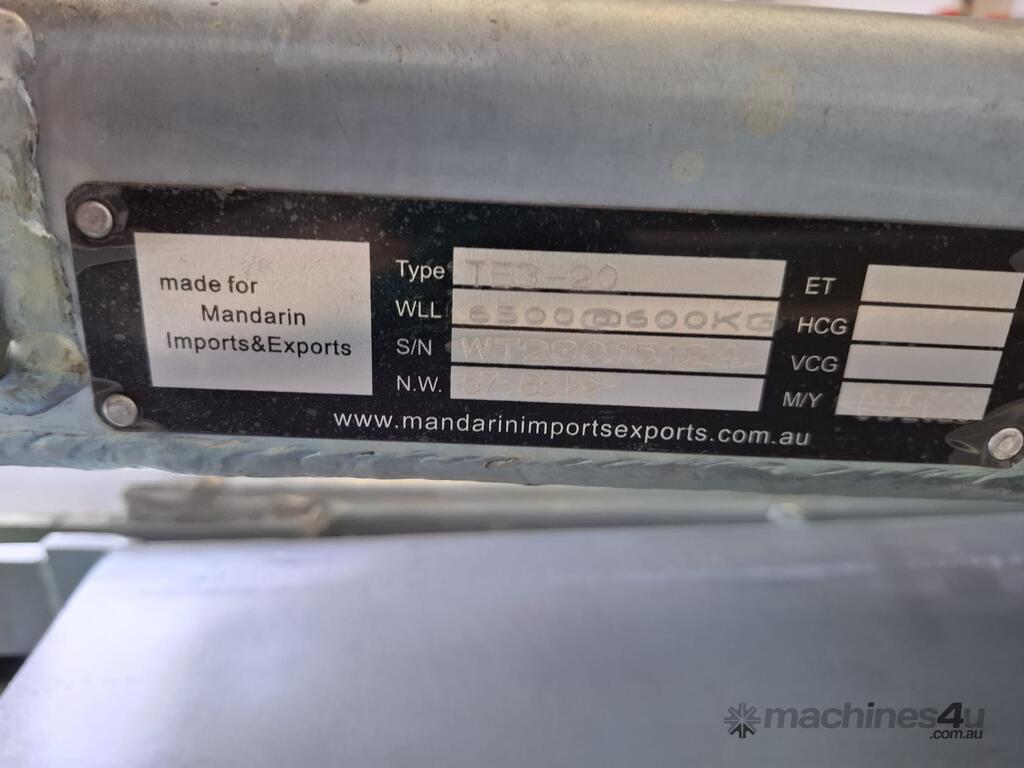 made for
Mandarin
Imports&Exports
Type TE3-20
WLL 6500@600KG
S/N WT23015124
N.W.
ET
HCG
VCG
M/Y
www.mandarinimportsexports.com.au
machines4u
.com.au